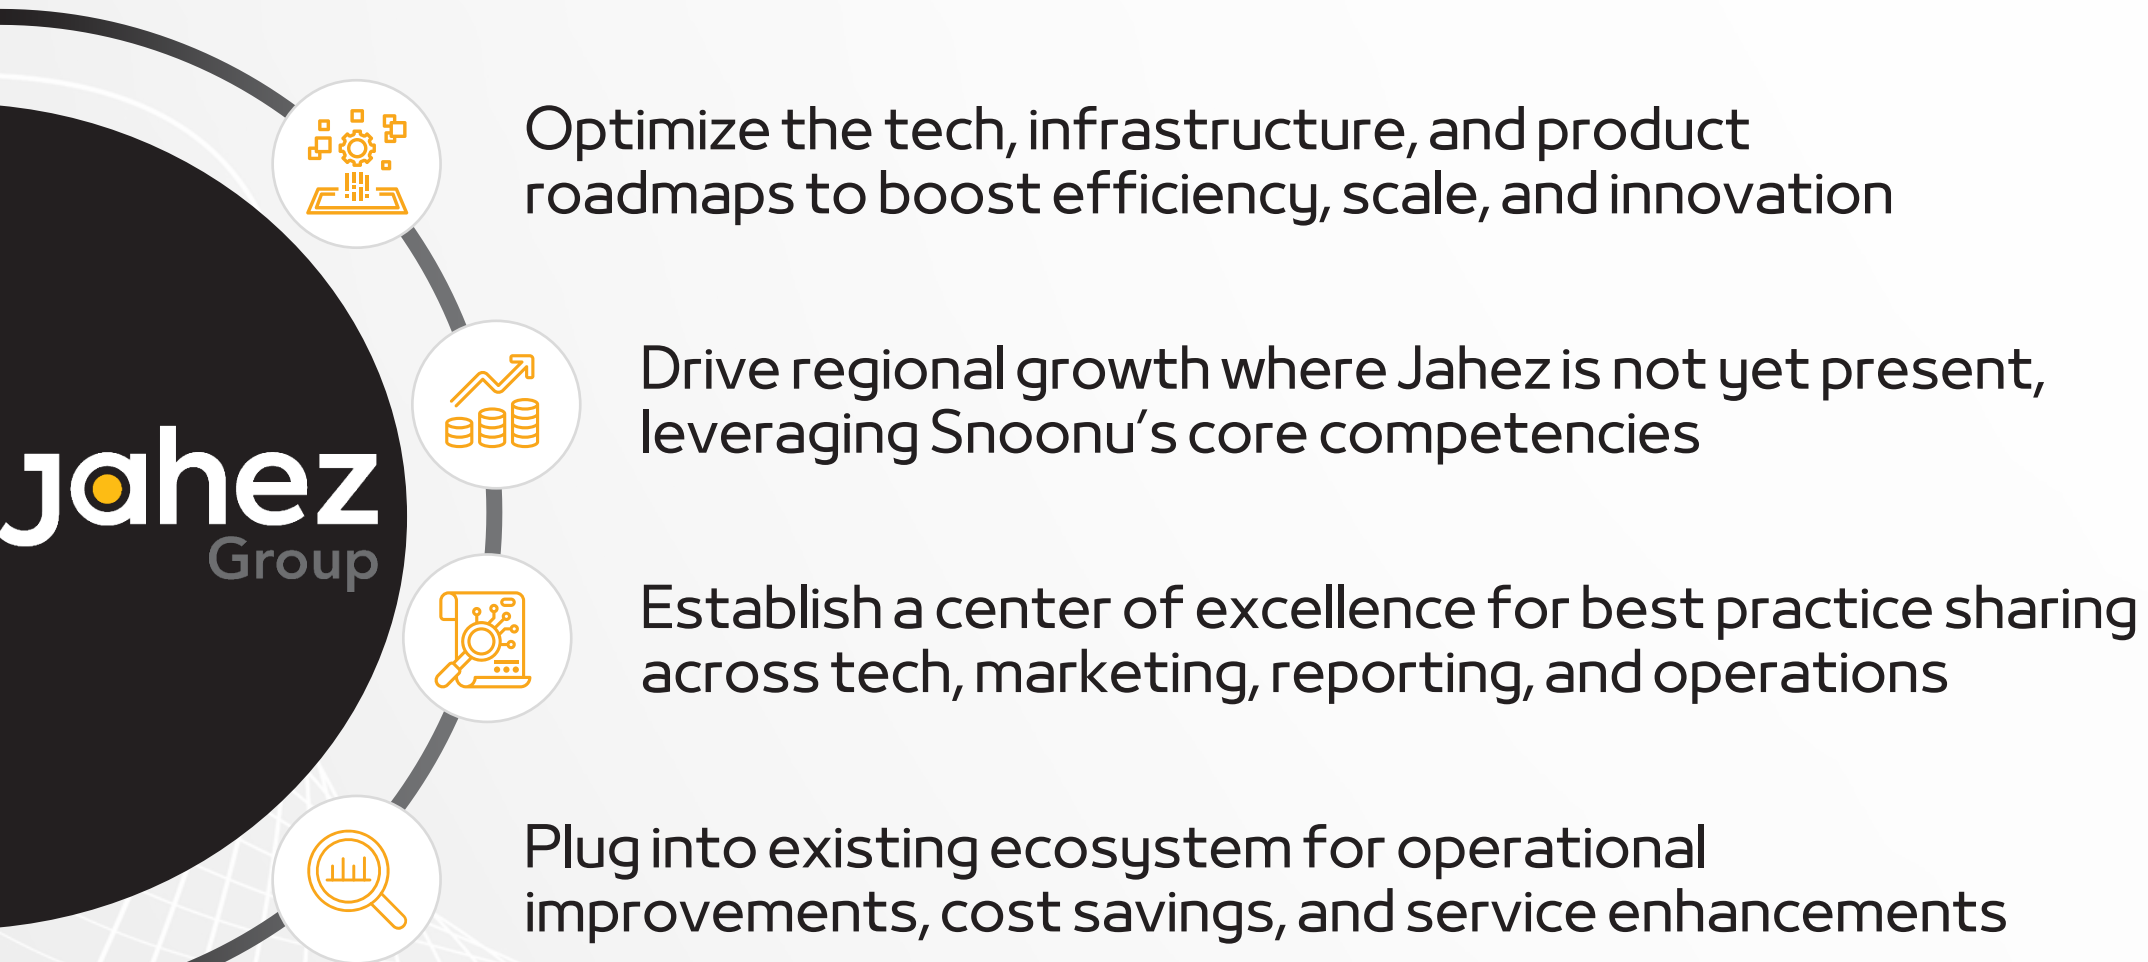 Optimize the tech, infrastructure, and product
roadmaps to boost efficiency, scale, and innovation
Drive regional growth where Jahez is not yet present,
leveraging Snoonu’s core competencies
jahez
Group
Establish a center of excellence for best practice sharing
across tech, marketing, reporting, and operations
Plug into existing ecosystem for operational
improvements, cost savings, and service enhancements